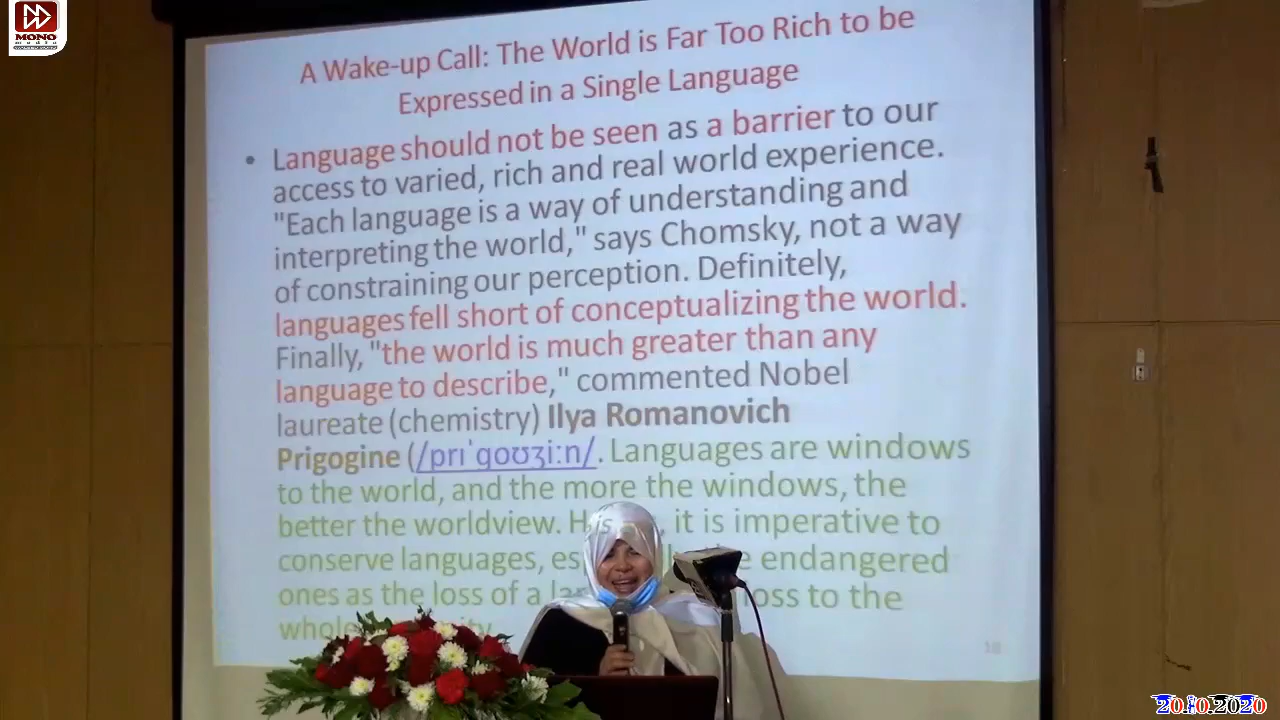 MONO
media
A Wake-up Call: The World is Far Too Rich to be
Expressed in a Single Language
• Language should not be seen as a barrier to our
access to varied, rich and real world experience.
"Each language is a way of understanding and
interpreting the world," says Chomsky, not a way
of constraining our perception. Definitely,
languages fell short of conceptualizing the world.
Finally, "the world is much greater than any
language to describe," commented Nobel
laureate (chemistry) Ilya Romanovich
Prigogine (/prɪˈɡoʊʒiːn/. Languages are windows
to the world, and the more the windows, the
better the worldview. it is imperative to
conserve languages, endangered
ones as the loss of a loss to the
18
20.10.2020